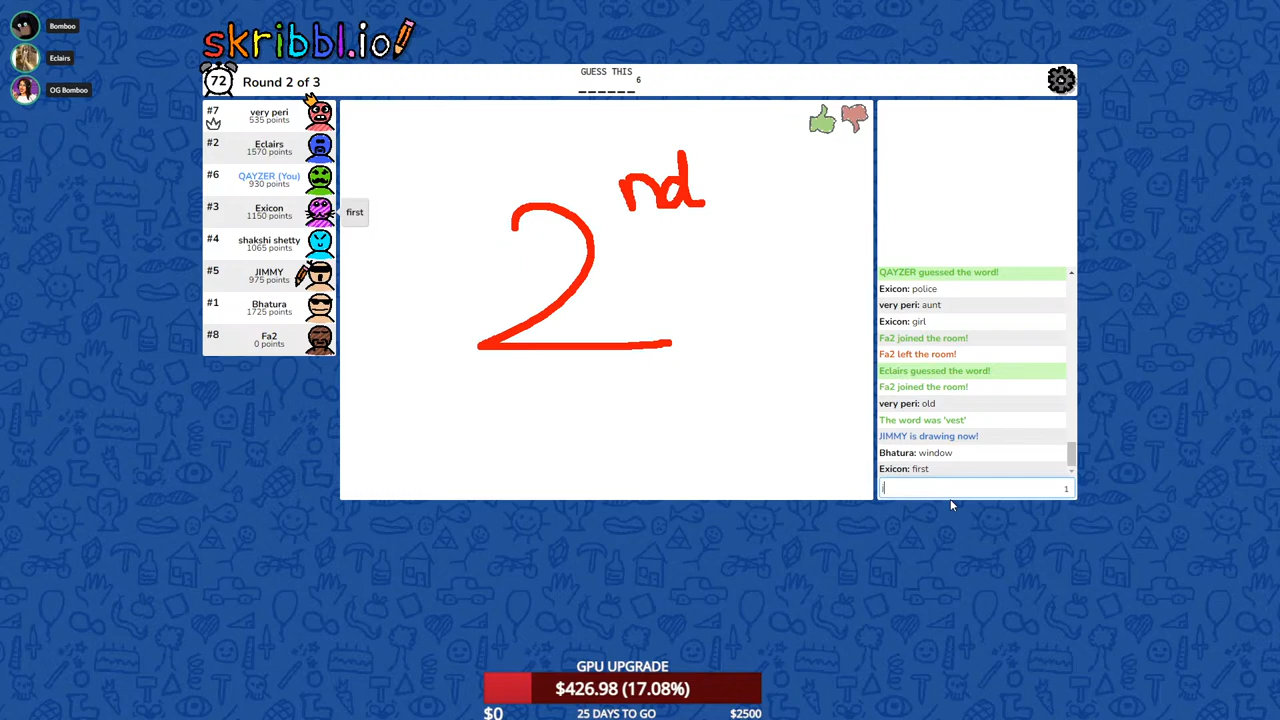 Bomboo
Eclairs
OG Bomboo
skribbl.io
72
Round 2 of 3
GUESS THIS
______ 6
#7 very peri
535 points
#2 Eclairs
1570 points
#6 QAYZER (You)
930 points
#3 Exicon
1150 points
first
#4 shakshi shetty
1065 points
#5 JIMMY
975 points
#1 Bhatura
1725 points
#8 Fa2
0 points
2nd
QAYZER guessed the word!
Exicon: police
very peri: aunt
Exicon: girl
Fa2 joined the room!
Fa2 left the room!
Eclairs guessed the word!
Fa2 joined the room!
very peri: old
The word was 'vest'
JIMMY is drawing now!
Bhatura: window
Exicon: first
1
GPU UPGRADE
$426.98 (17.08%)
$0 25 DAYS TO GO $2500